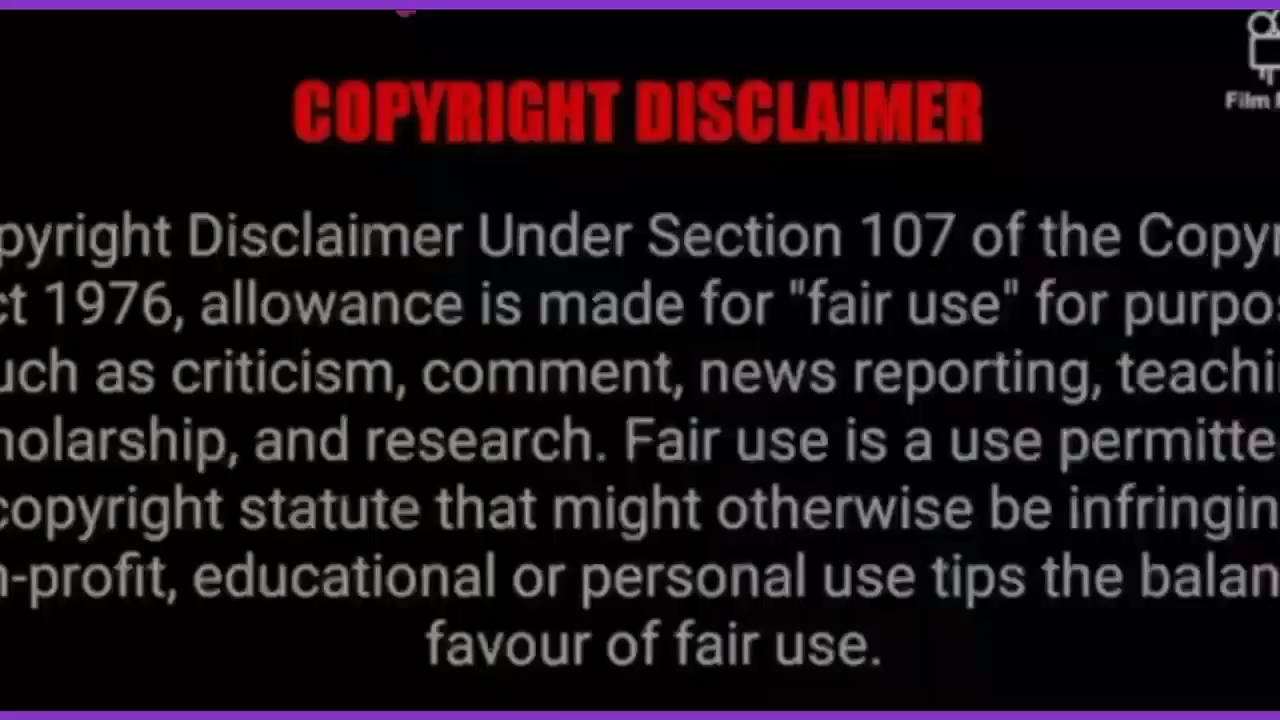 COPYRIGHT DISCLAIMER
Film
pyright Disclaimer Under Section 107 of the Copyr
ct 1976, allowance is made for "fair use" for purpos
uch as criticism, comment, news reporting, teachin
holarship, and research. Fair use is a use permitte
copyright statute that might otherwise be infringin
n-profit, educational or personal use tips the balan
favour of fair use.